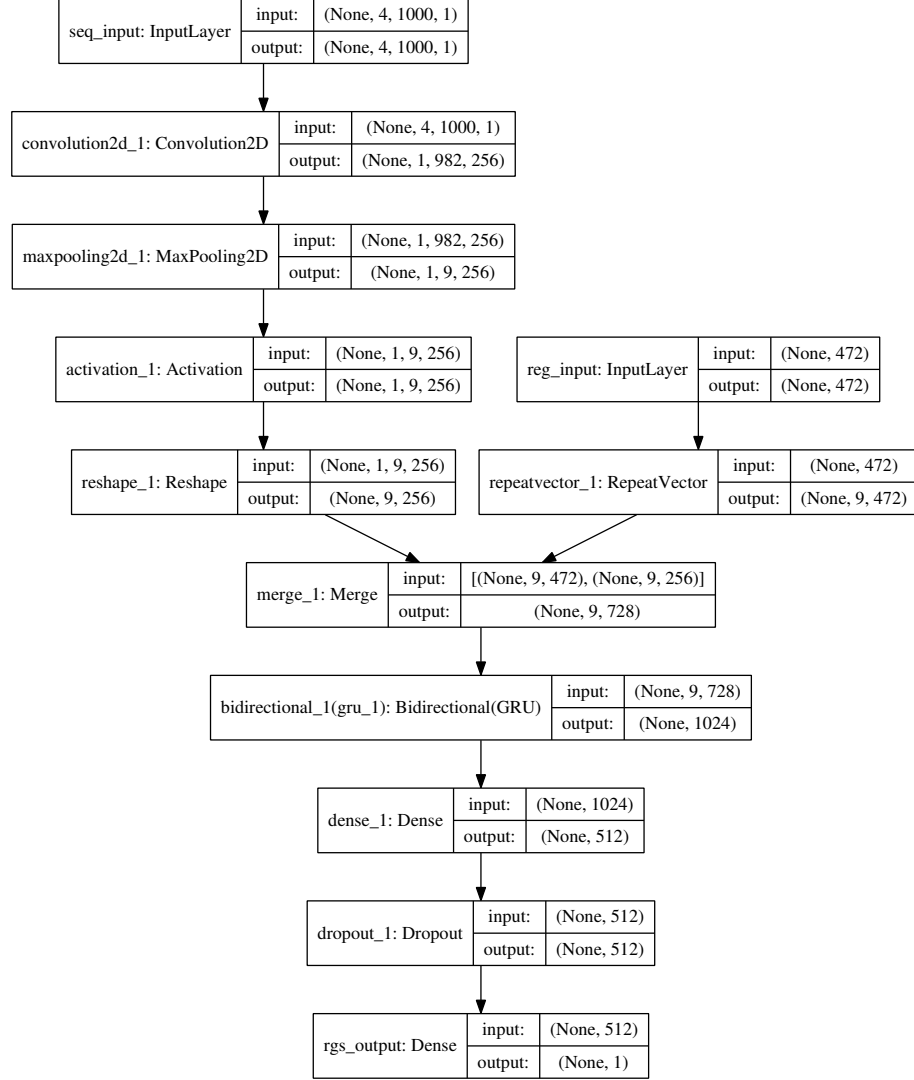 seq_input: InputLayer
input: (None, 4, 1000, 1)
output: (None, 4, 1000, 1)
convolution2d_1: Convolution2D
input: (None, 4, 1000, 1)
output: (None, 1, 982, 256)
maxpooling2d_1: MaxPooling2D
input: (None, 1, 982, 256)
output: (None, 1, 9, 256)
activation_1: Activation
input: (None, 1, 9, 256)
output: (None, 1, 9, 256)
reg_input: InputLayer
input: (None, 472)
output: (None, 472)
reshape_1: Reshape
input: (None, 1, 9, 256)
output: (None, 9, 256)
repeatvector_1: RepeatVector
input: (None, 472)
output: (None, 9, 472)
merge_1: Merge
input: [(None, 9, 472), (None, 9, 256)]
output: (None, 9, 728)
bidirectional_1(gru_1): Bidirectional(GRU)
input: (None, 9, 728)
output: (None, 1024)
dense_1: Dense
input: (None, 1024)
output: (None, 512)
dropout_1: Dropout
input: (None, 512)
output: (None, 512)
rgs_output: Dense
input: (None, 512)
output: (None, 1)